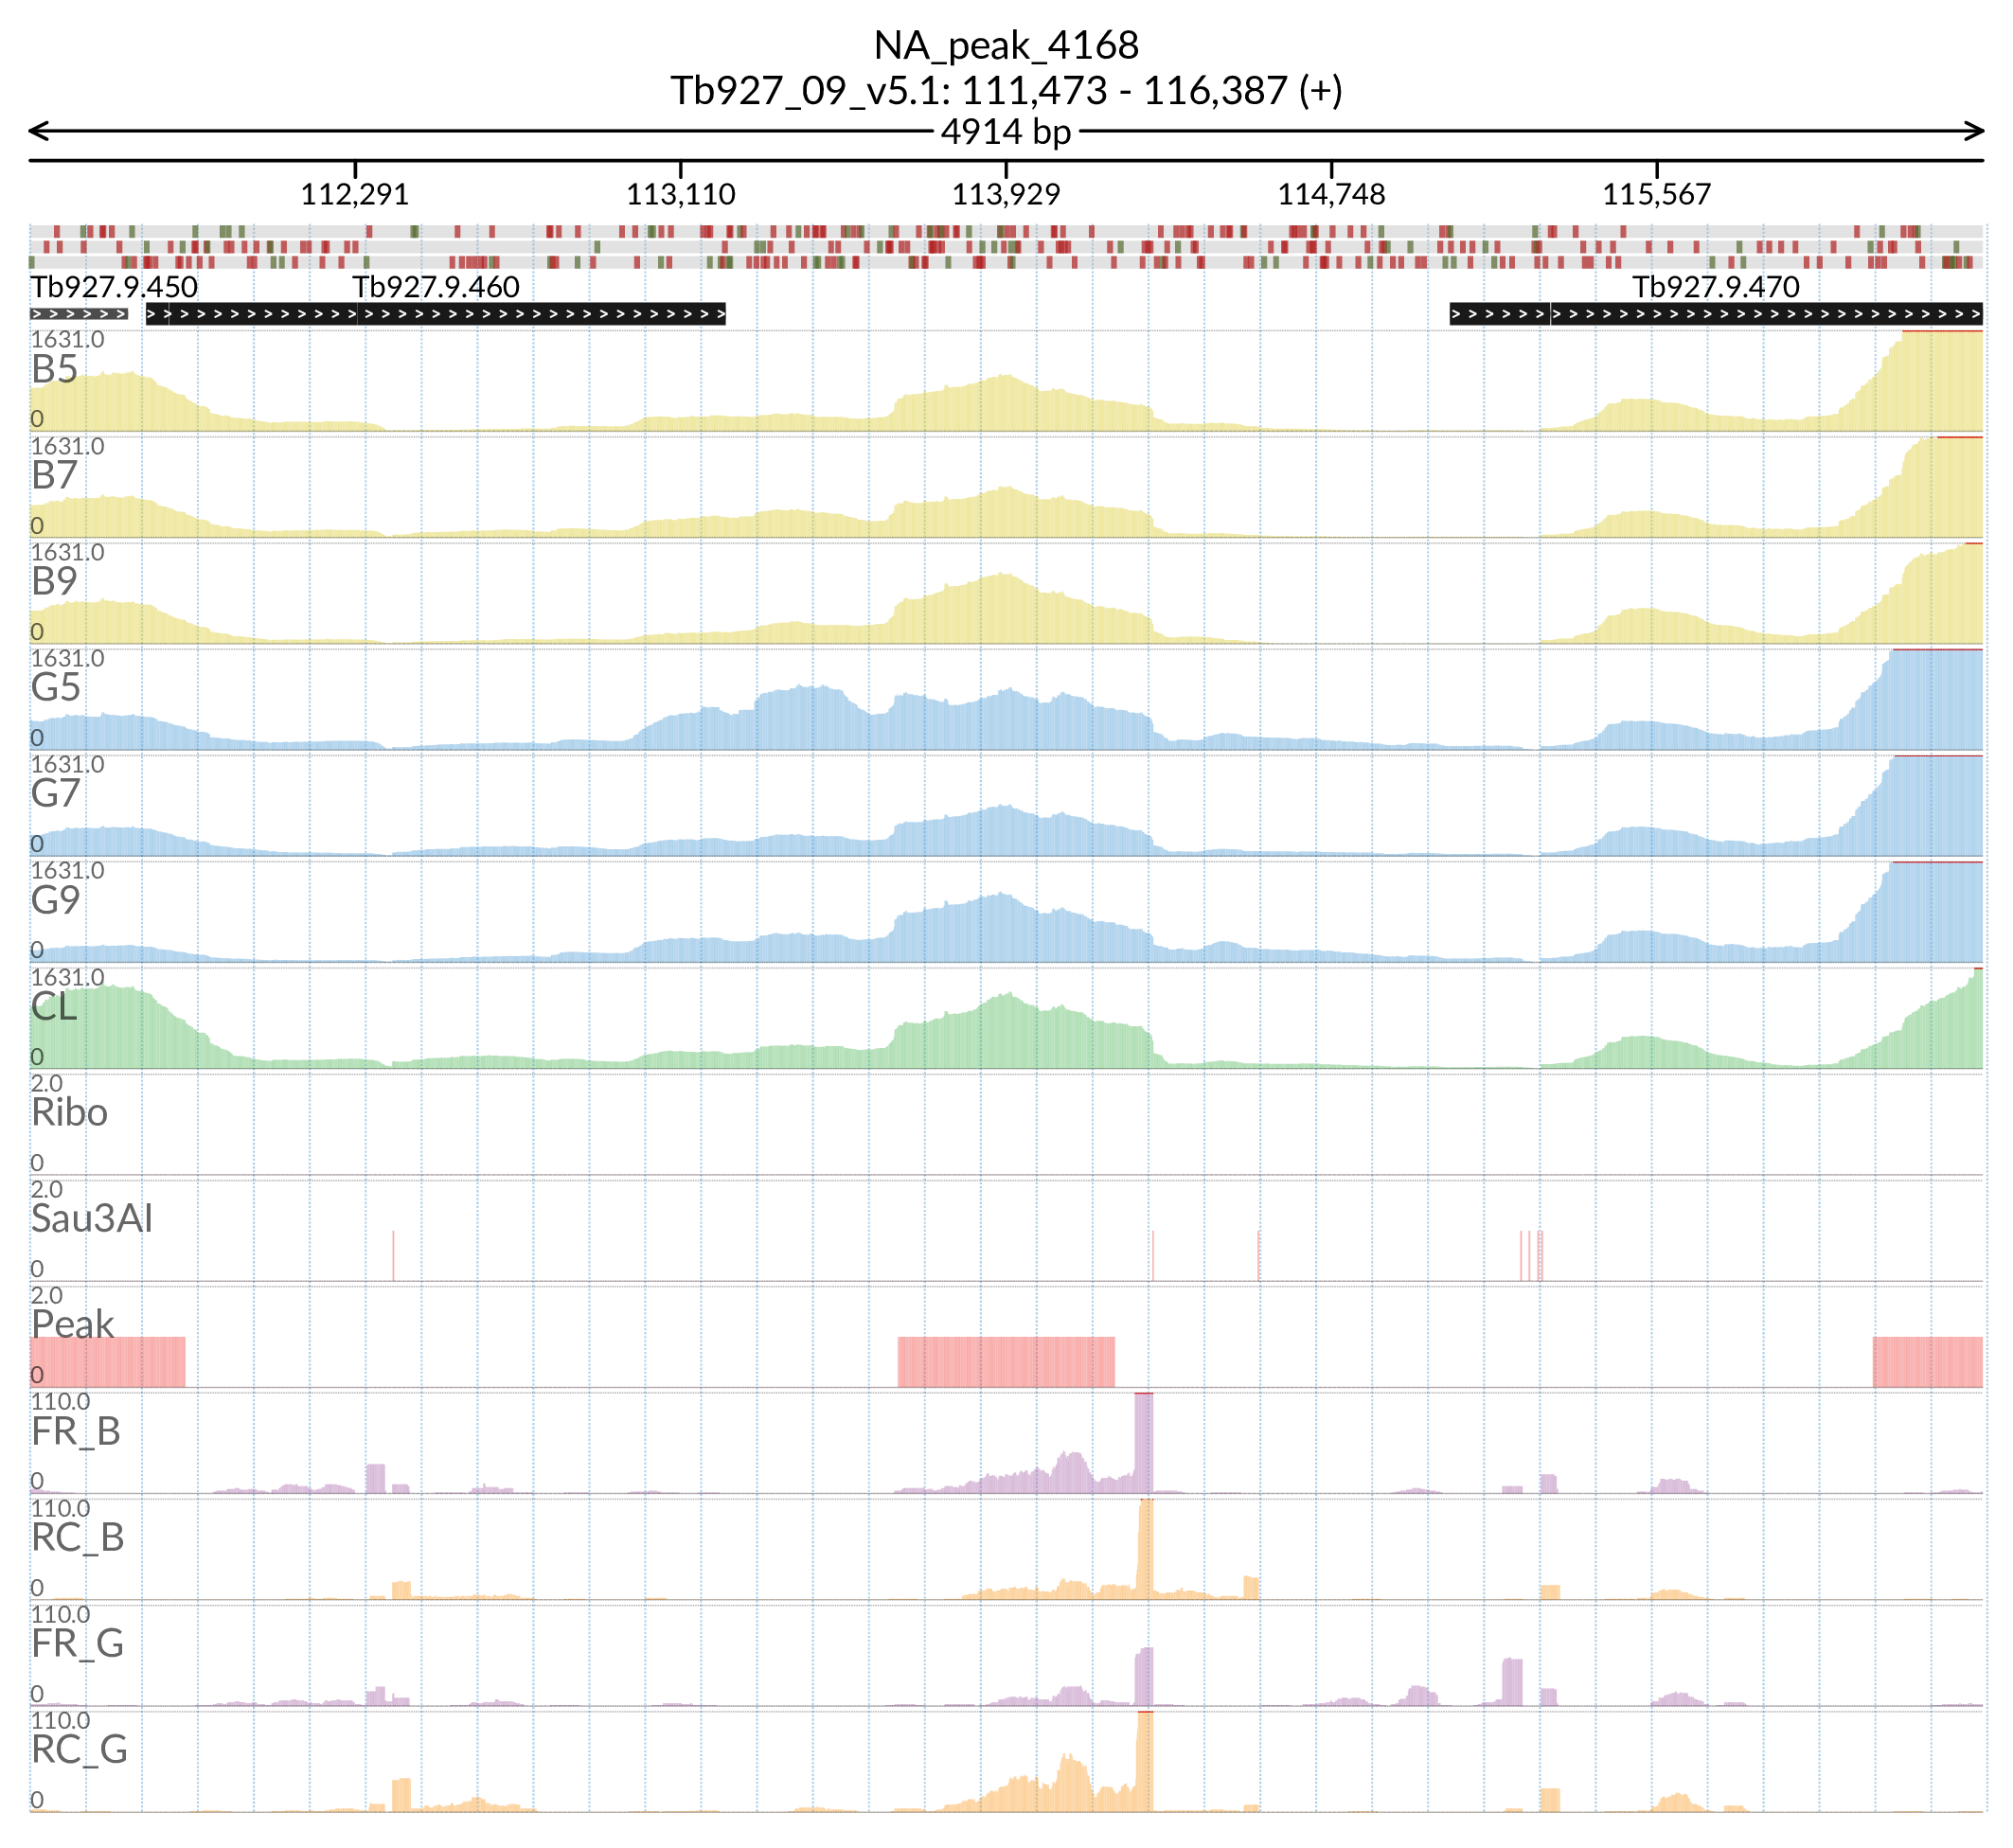 NA_peak_4168
Tb927_09_v5.1: 111,473 - 116,387 (+)
4914 bp
112,291 113,110 113,929 114,748 115,567
Tb927.9.450 Tb927.9.460 Tb927.9.470
1631.0
B5
0
1631.0
B7
0
1631.0
B9
0
1631.0
G5
0
1631.0
G7
0
1631.0
G9
0
1631.0
CL
0
2.0
Ribo
0
2.0
Sau3AI
0
2.0
Peak
0
110.0
FR_B
0
110.0
RC_B
0
110.0
FR_G
0
110.0
RC_G
0